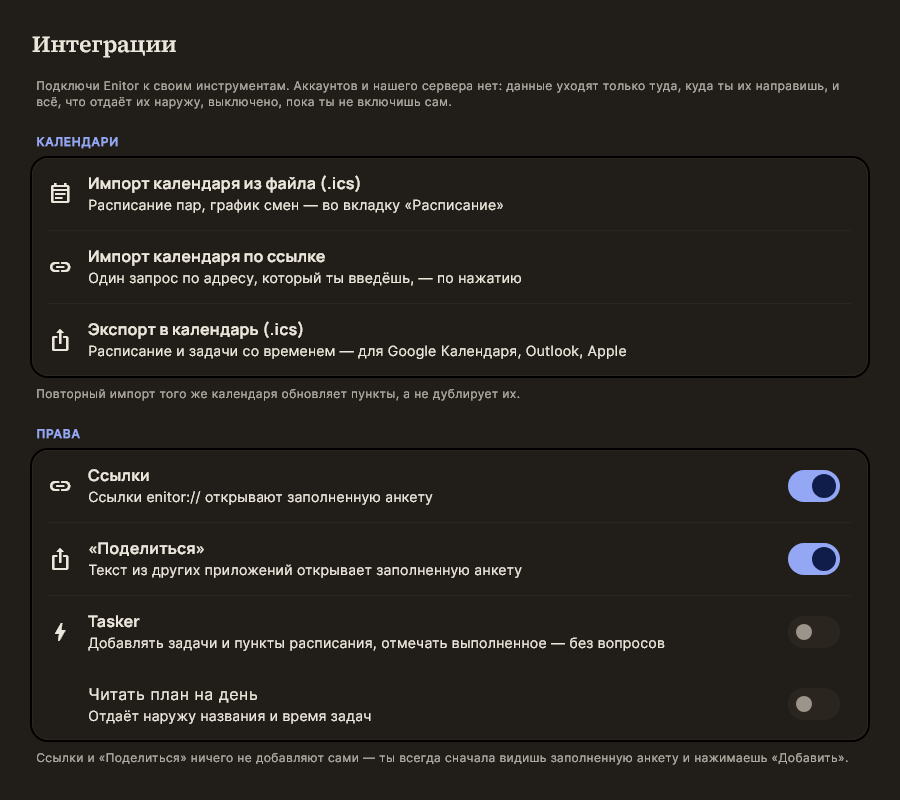 Интеграции
Подключи Enitor к своим инструментам. Аккаунтов и нашего сервера нет: данные уходят только туда, куда ты их направишь, и
всё, что отдаёт их наружу, выключено, пока ты не включишь сам.
КАЛЕНДАРИ
Импорт календаря из файла (.ics)
Расписание пар, график смен — во вкладку «Расписание»
Импорт календаря по ссылке
Один запрос по адресу, который ты введёшь, — по нажатию
Экспорт в календарь (.ics)
Расписание и задачи со временем — для Google Календаря, Outlook, Apple
Повторный импорт того же календаря обновляет пункты, а не дублирует их.
ПРАВА
Ссылки
Ссылки enitor:// открывают заполненную анкету
«Поделиться»
Текст из других приложений открывает заполненную анкету
Tasker
Добавлять задачи и пункты расписания, отмечать выполненное — без вопросов
Читать план на день
Отдаёт наружу названия и время задач
Ссылки и «Поделиться» ничего не добавляют сами — ты всегда сначала видишь заполненную анкету и нажимаешь «Добавить».